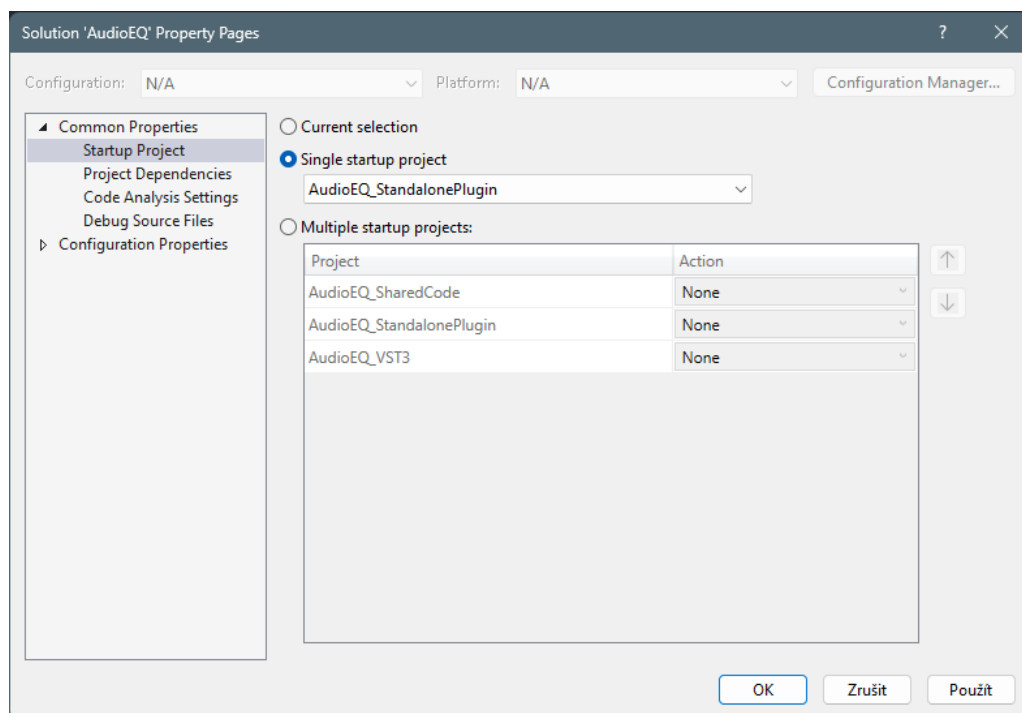 Solution 'AudioEQ' Property Pages
?
Configuration: N/A Platform: N/A Configuration Manager...
Common Properties
Startup Project
Project Dependencies
Code Analysis Settings
Debug Source Files
Configuration Properties
Current selection
Single startup project
AudioEQ_StandalonePlugin
Multiple startup projects:
Project Action
AudioEQ_SharedCode None
AudioEQ_StandalonePlugin None
AudioEQ_VST3 None
OK Zrušit Použít